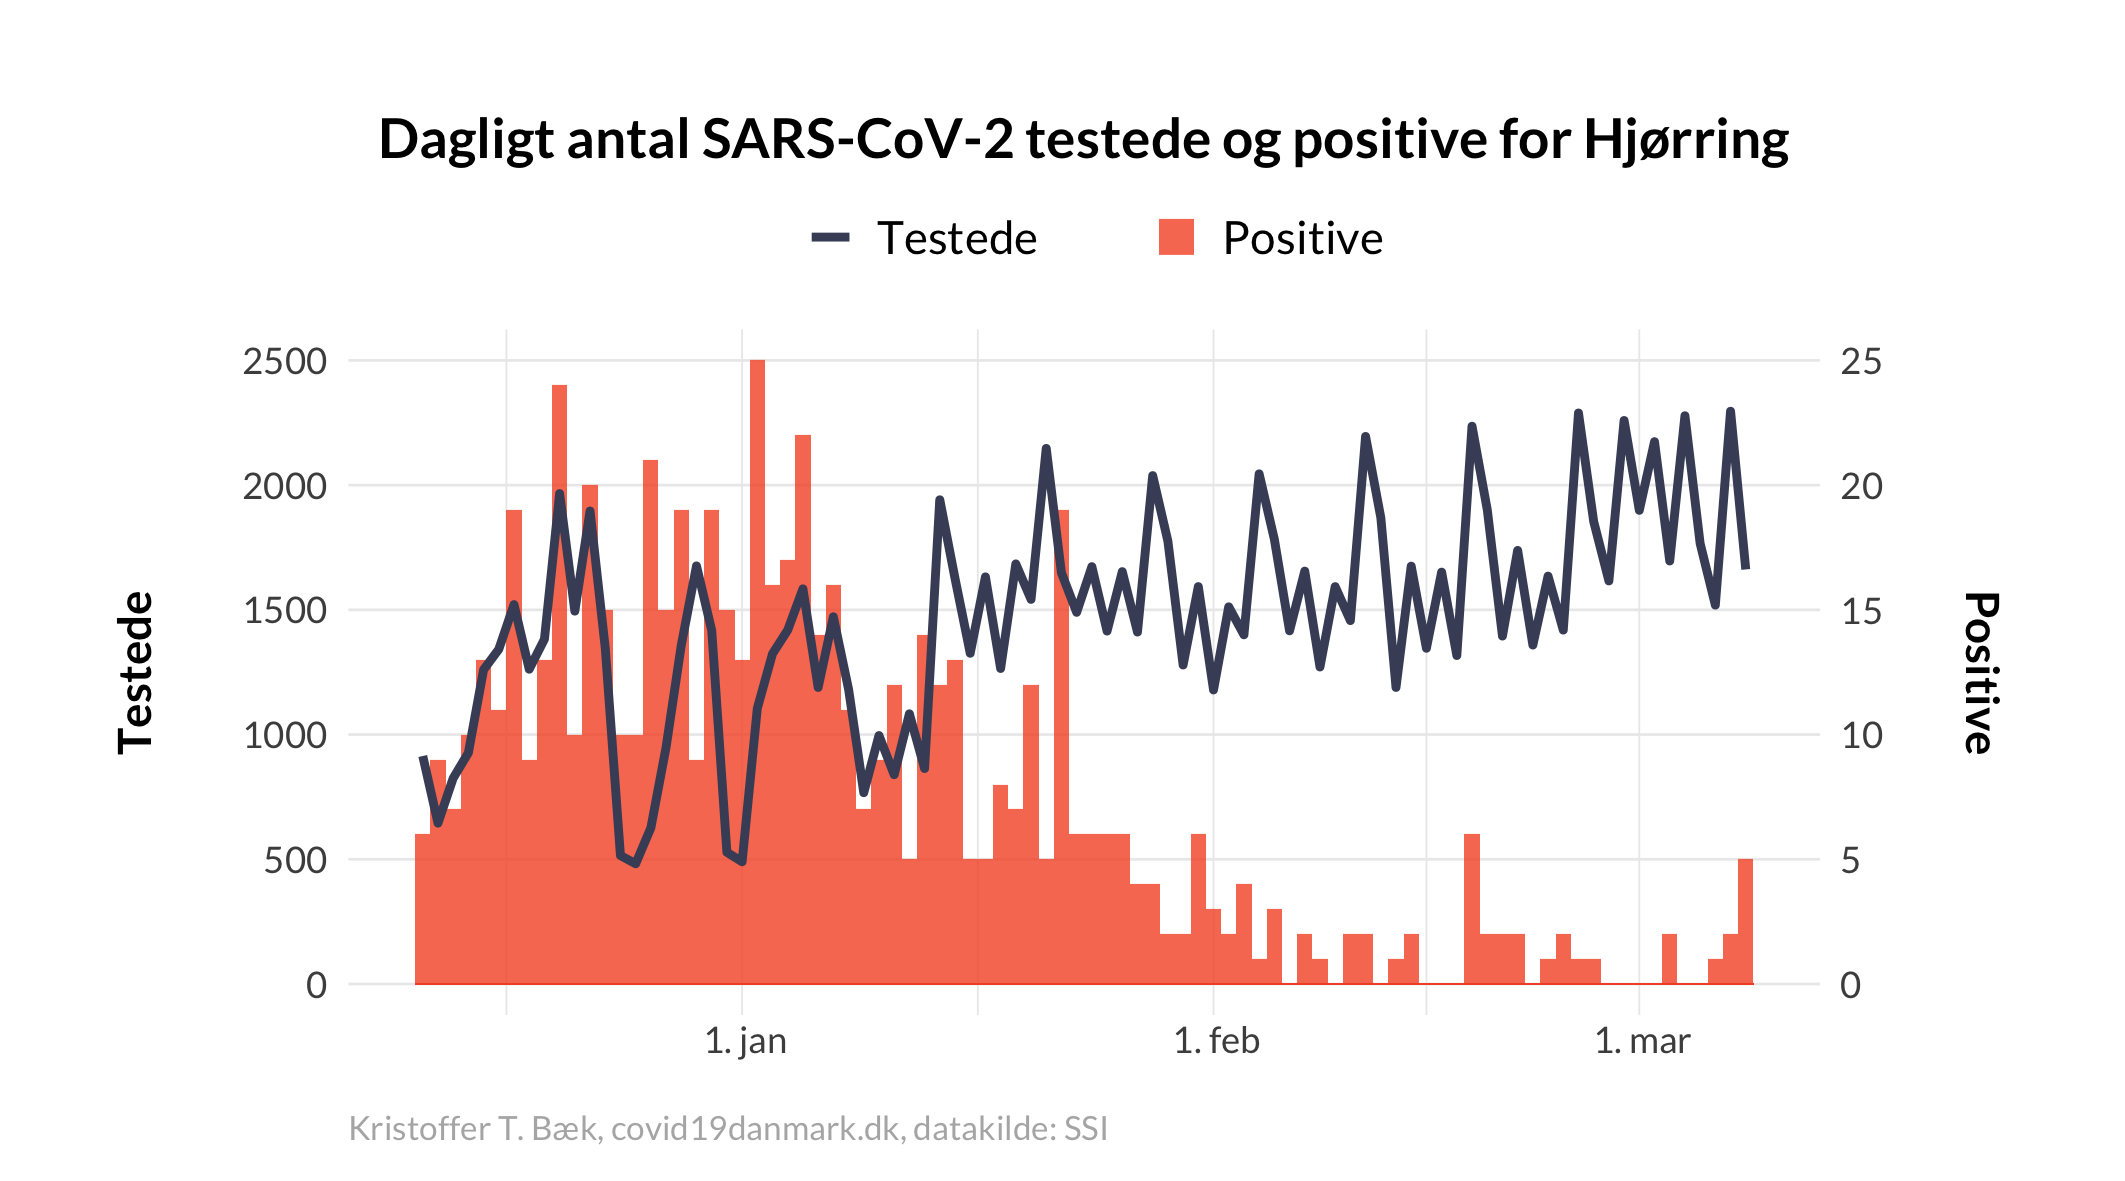 Dagligt antal SARS-CoV-2 testede og positive for Hjørring
Testede Positive
2500 25
2000 20
1500 15
1000 10
500 5
0 0
Testede
Positive
1. jan 1. feb 1. mar
Kristoffer T. Bæk, covid19danmark.dk, datakilde: SSI